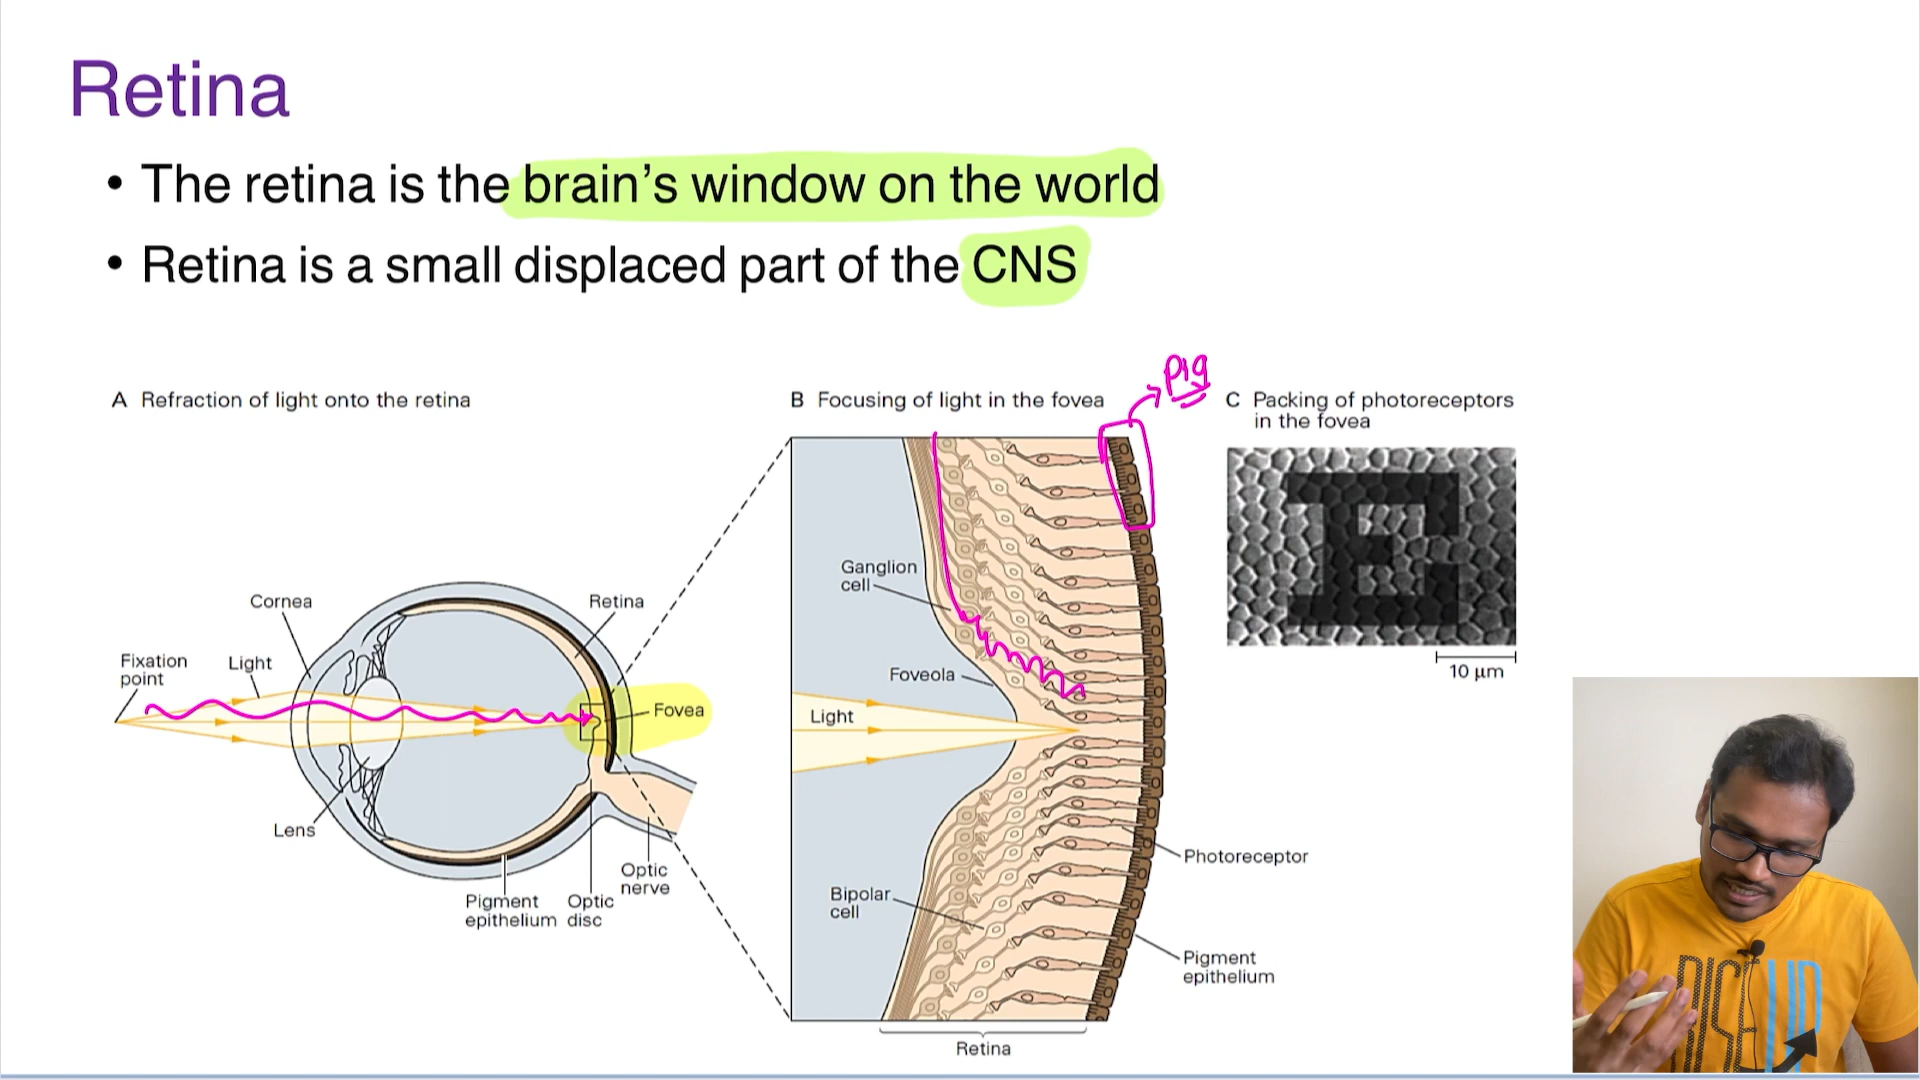 Retina
• The retina is the brain's window on the world
• Retina is a small displaced part of the CNS
pig
A Refraction of light onto the retina
B Focusing of light in the fovea
C Packing of photoreceptors
in the fovea
Cornea
Retina
Fixation
point
Light
Fovea
Lens
Pigment
epithelium
Optic
disc
Optic
nerve
Ganglion
cell
Foveola
Light
Bipolar
cell
Retina
Photoreceptor
Pigment
epithelium
E
10 µm
RISE UP